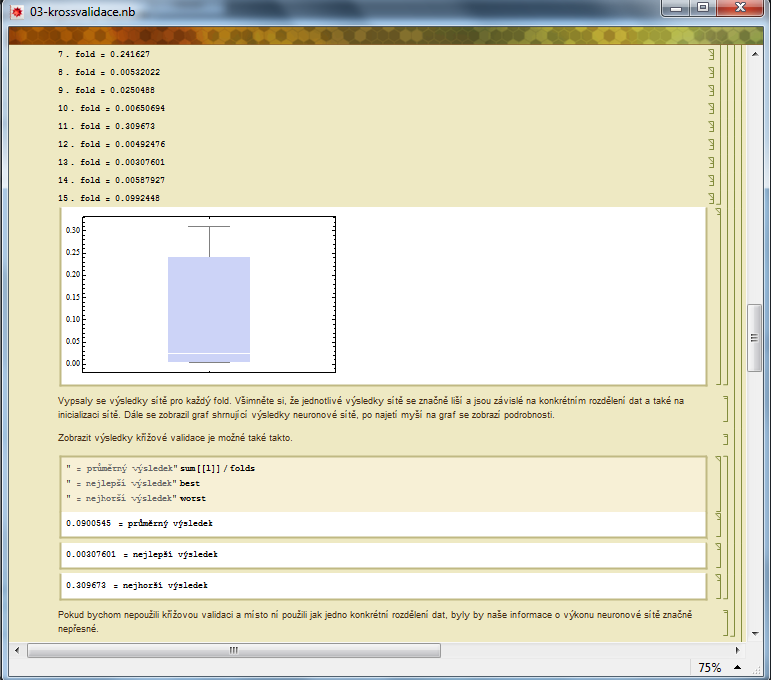 03-krossvalidace.nb
7 . fold = 0.241627
8 . fold = 0.00532022
9 . fold = 0.0250488
10 . fold = 0.00650694
11 . fold = 0.309673
12 . fold = 0.00492476
13 . fold = 0.00307601
14 . fold = 0.00587927
15 . fold = 0.0992448
0.30
0.25
0.20
0.15
0.10
0.05
0.00
Vypsaly se výsledky sítě pro každý fold. Všimněte si, že jednotlivé výsledky sítě se značně liší a jsou závislé na konkrétním rozdělení dat a také na
inicializaci sítě. Dále se zobrazil graf shrnující výsledky neuronové sítě, po najetí myší na graf se zobrazí podrobnosti.
Zobrazit výsledky křížové validace je možné také takto.
" = průměrný výsledek" sum[[1]] / folds
" = nejlepší výsledek" best
" = nejhorší výsledek" worst
0.0900545 = průměrný výsledek
0.00307601 = nejlepší výsledek
0.309673 = nejhorší výsledek
Pokud bychom nepoužili křížovou validaci a místo ní použili jak jedno konkrétní rozdělení dat, byly by naše informace o výkonu neuronové sítě značně
nepřesné.
75%